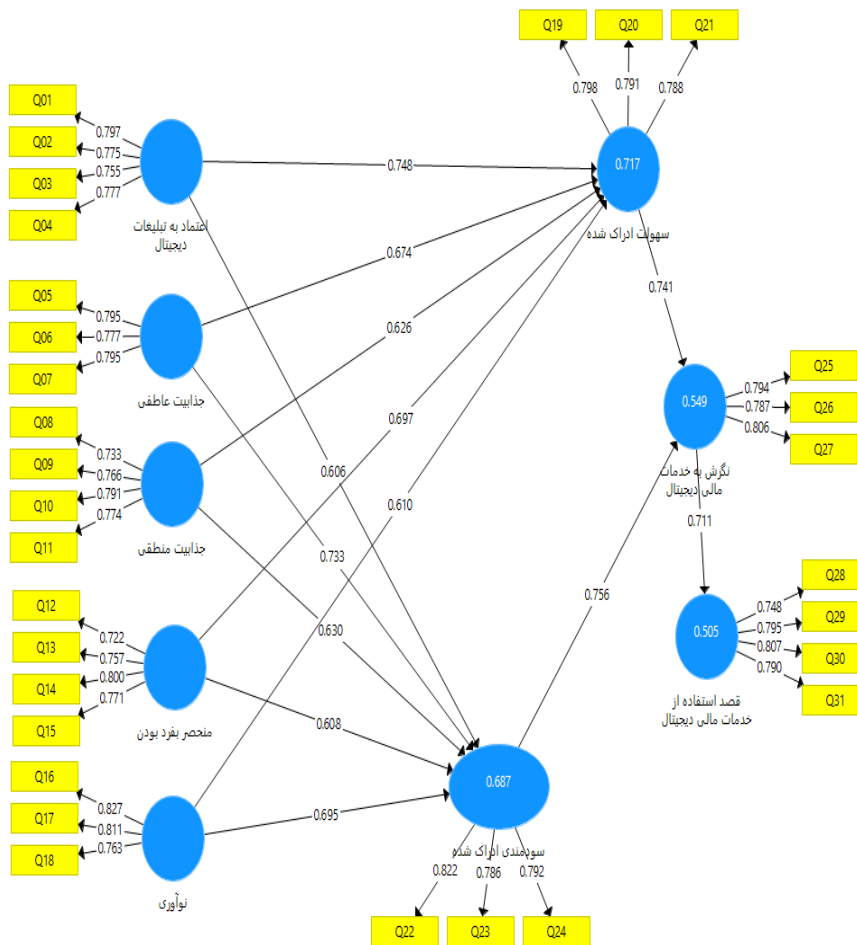 Q19
Q20
Q21
0.798
0.791
0.788
0.717
سهولت ادراک شده
Q01
Q02
Q03
Q04
0.797
0.775
0.755
0.777
اعتماد به تبلیغات
دیجیتال
0.748
Q05
Q06
Q07
0.795
0.777
0.795
جذابیت عاطفی
0.674
0.626
0.741
Q08
Q09
Q10
Q11
0.733
0.766
0.791
0.774
جذابیت منطقی
0.697
0.606
0.610
0.733
0.630
0.549
نگرش به خدمات
مالی دیجیتال
0.794
0.787
0.806
Q25
Q26
Q27
0.711
0.756
Q12
Q13
Q14
Q15
0.722
0.757
0.800
0.771
منحصر بفرد بودن
0.608
0.505
قصد استفاده از
خدمات مالی دیجیتال
0.748
0.795
0.807
0.790
Q28
Q29
Q30
Q31
Q16
Q17
Q18
0.827
0.811
0.763
نوآوری
0.695
0.687
سودمندی ادراک شده
0.822
0.786
0.792
Q22
Q23
Q24